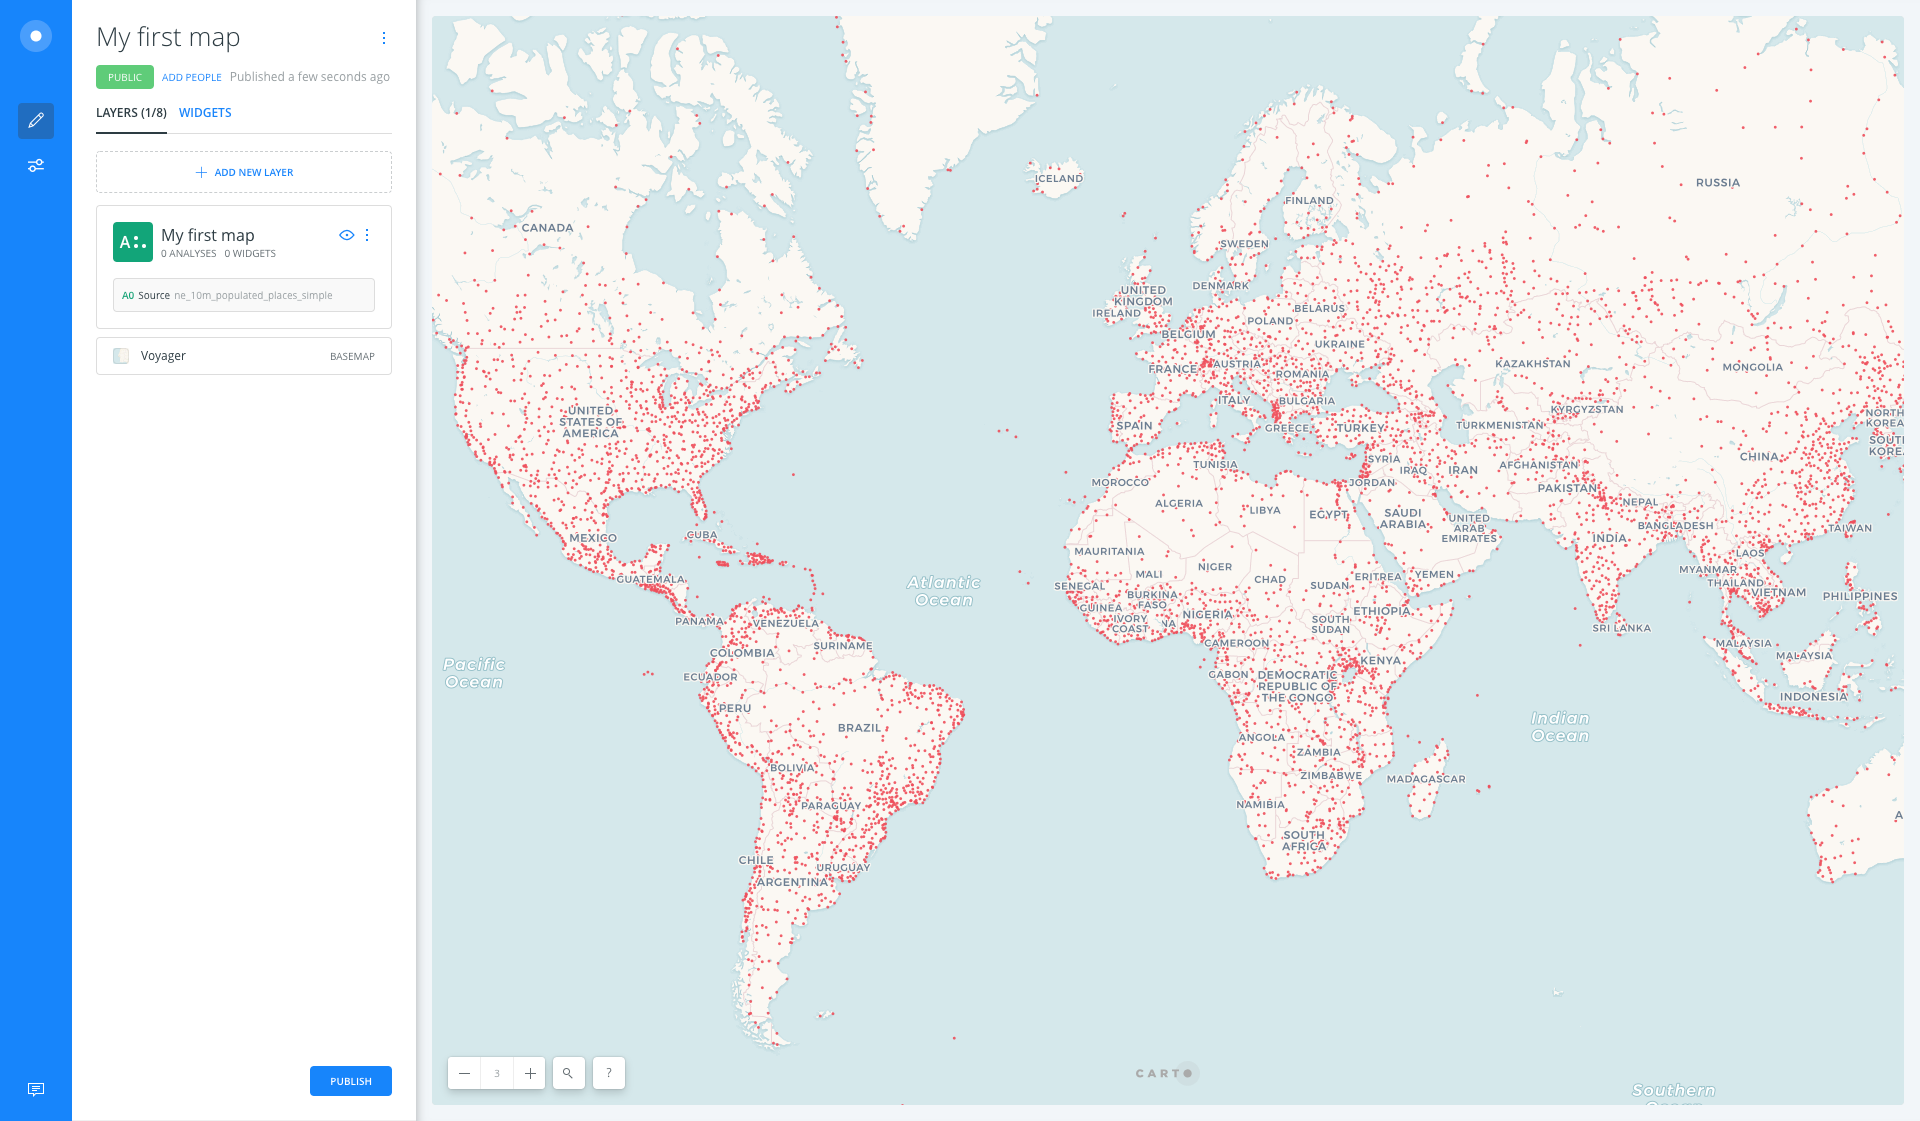 My first map
PUBLIC
ADD PEOPLE
Published a few seconds ago
LAYERS (1/8)
WIDGETS
ADD NEW LAYER
A
My first map
0 ANALYSES 0 WIDGETS
A0 Source ne_10m_populated_places_simple
Voyager
BASEMAP
PUBLISH
ICELAND
RUSSIA
FINLAND
CANADA
SWEDEN
DENMARK
UNITED
KINGDOM
IRELAND
BELARUS
POLAND
BELGIUM
UKRAINE
AUSTRIA
KAZAKHSTAN
MONGOLIA
FRANCE
ROMANIA
ITALY
BULGARIA
KYRGYZSTAN
UNITED
STATES OF
AMERICA
NORTH
KOREA
SPAIN
GREECE
TURKEY
TURKMENISTAN
SOUTH
KORE
CHINA
SYRIA
TUNISIA
IRAQ
IRAN
AFGHANISTAN
MOROCCO
JORDAN
PAKISTAN
ALGERIA
LIBYA
EGYPT
NEPAL
SAUDI
ARABIA
UNITED
ARAB
EMIRATES
BANGLADESH
TAIWAN
CUBA
MEXICO
INDIA
MAURITANIA
LAOS
NIGER
MYANMAR
GUATEMALA
MALI
CHAD
ERITREA
YEMEN
THAILAND
Atlantic
Ocean
SENEGAL
SUDAN
VIETNAM
BURKINA
FASO
PHILIPPINES
GUINEA
IVORY
COAST
NA
NIGERIA
ETHIOPIA
PANAMA
VENEZUELA
SOUTH
SUDAN
SRI LANKA
SURINAME
CAMEROON
MALAYSIA
COLOMBIA
MALAYSIA
Pacific
Ocean
KENYA
ECUADOR
GABON
DEMOCRATIC
REPUBLIC OF
THE CONGO
INDONESIA
PERU
BRAZIL
Indian
Ocean
ANGOLA
ZAMBIA
BOLIVIA
ZIMBABWE
MADAGASCAR
PARAGUAY
NAMIBIA
A
SOUTH
AFRICA
CHILE
URUGUAY
ARGENTINA
3
?
CARTO
Southern
Ocean